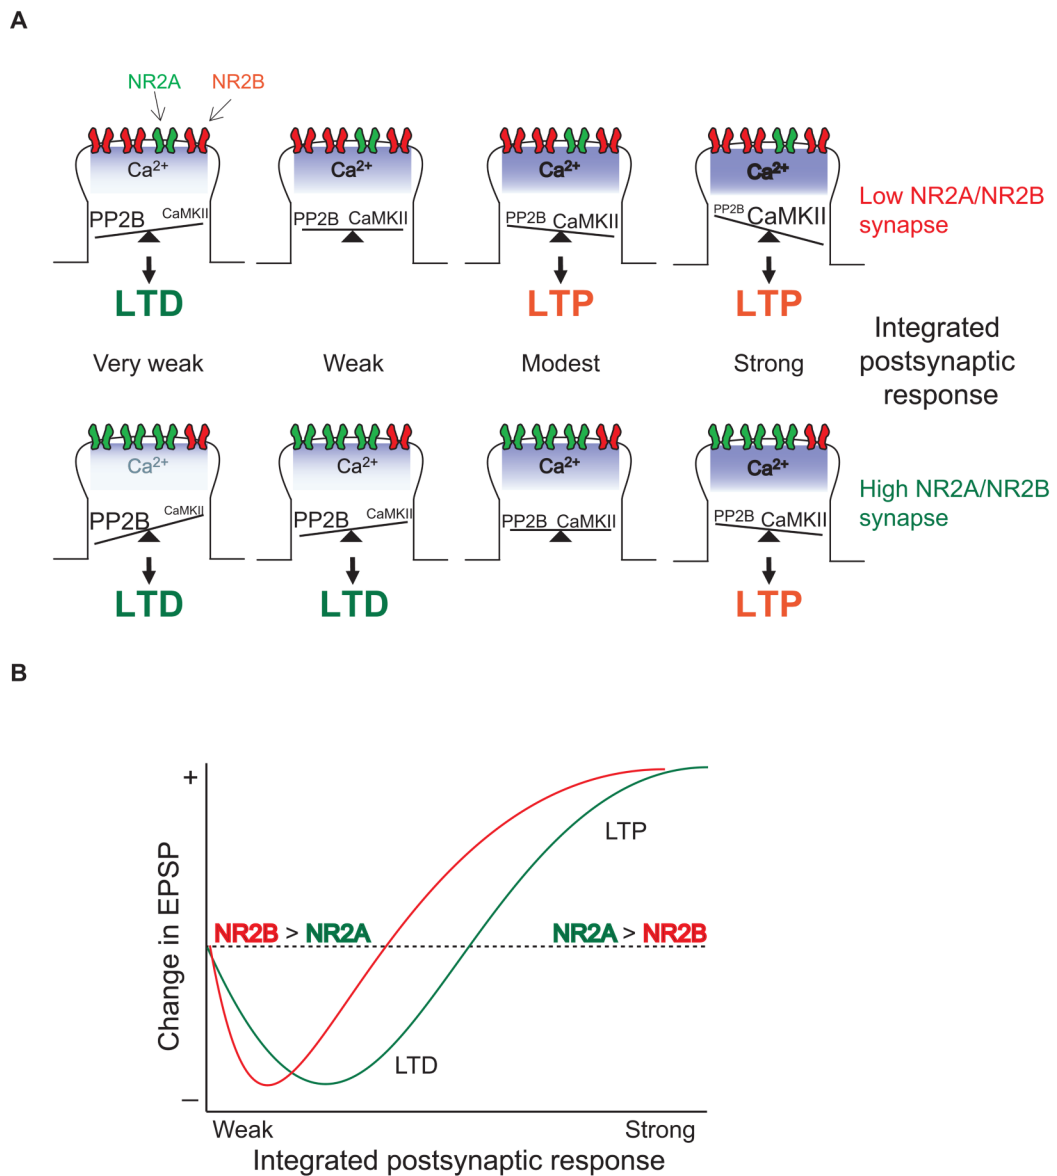 A
NR2A NR2B
Ca²⁺ Ca²⁺ Ca²⁺ Ca²⁺
PP2B CaMKII PP2B CaMKII PP2B CaMKII PP2B CaMKII
Low NR2A/NR2B
synapse
LTD LTP LTP
Very weak Weak Modest Strong
Integrated
postsynaptic
response
Ca²⁺ Ca²⁺ Ca²⁺ Ca²⁺
PP2B CaMKII PP2B CaMKII PP2B CaMKII PP2B CaMKII
High NR2A/NR2B
synapse
LTD LTD LTP
B
+
LTP
Change in EPSP
NR2B > NR2A NR2A > NR2B
LTD
–
Weak Strong
Integrated postsynaptic response